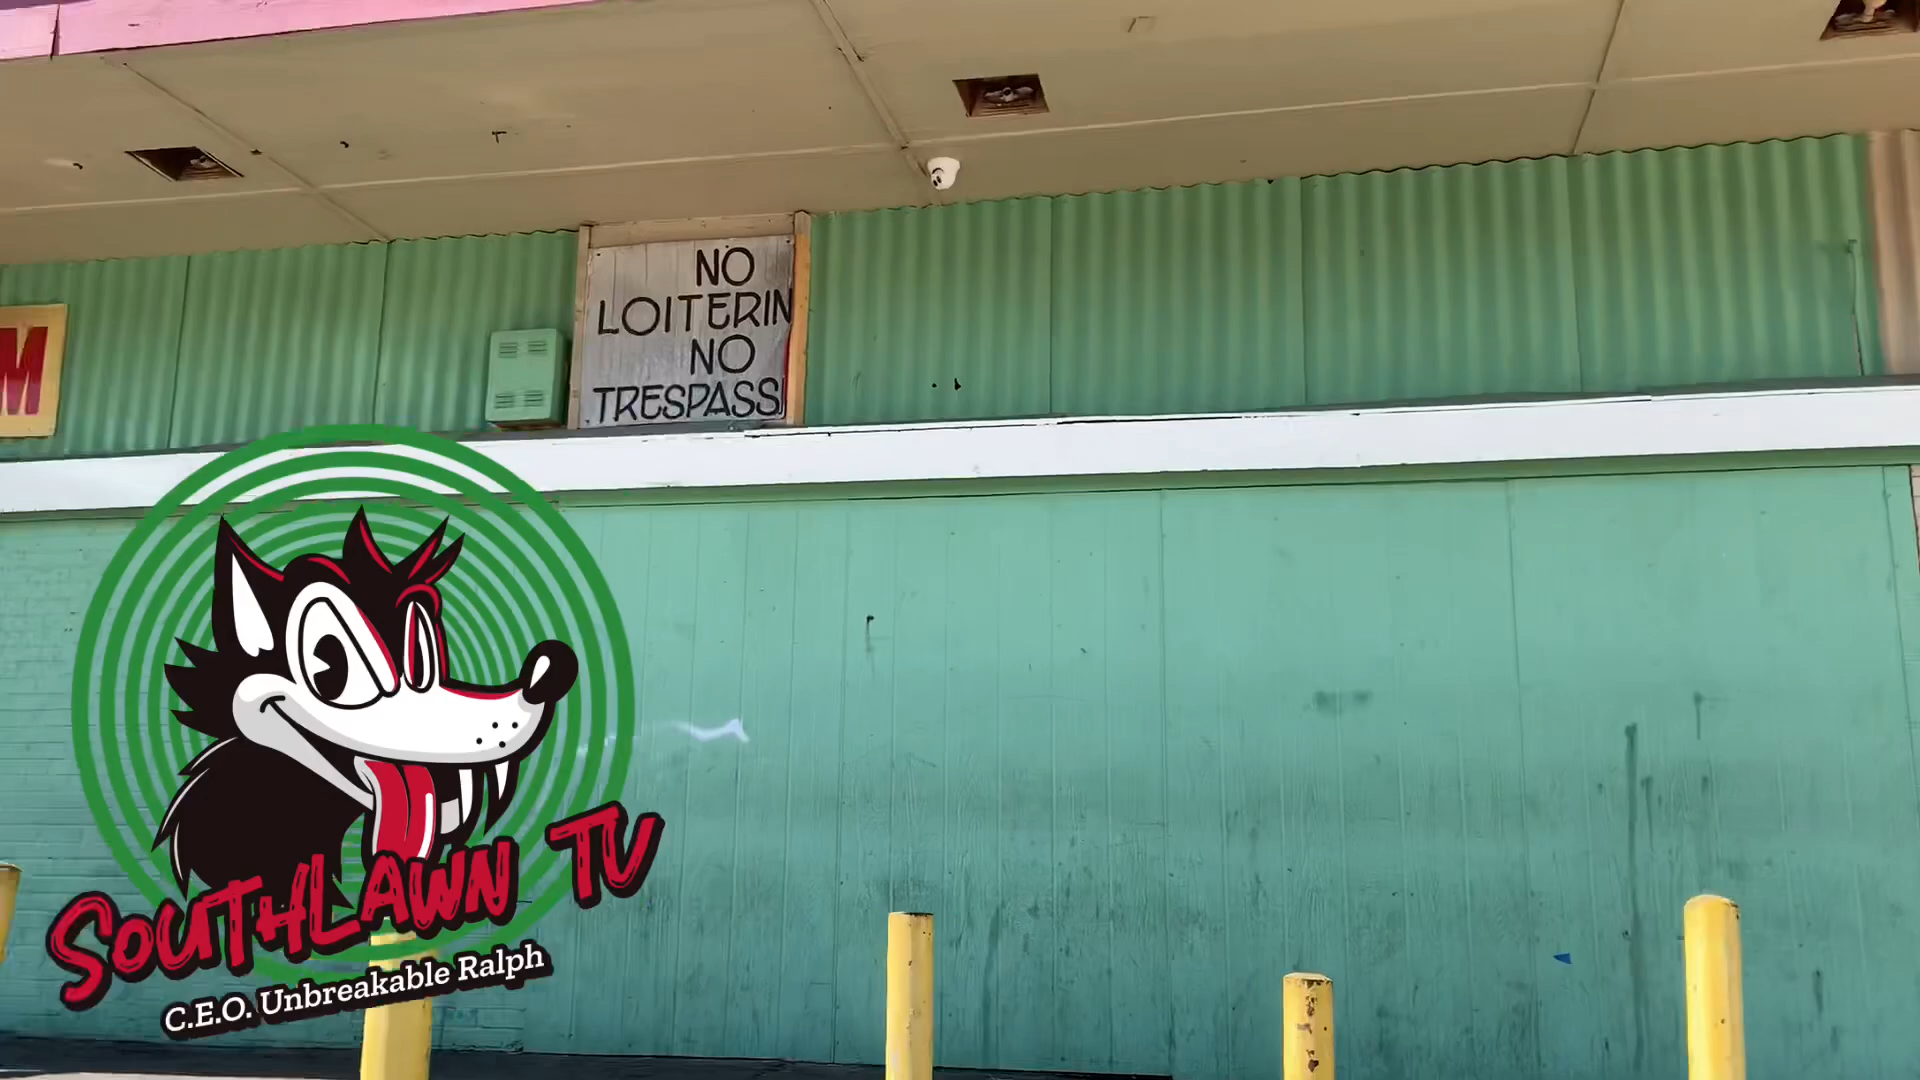 NO
LOITERIN
NO
TRESPASS
M
SOUTHLAWN TV
C.E.O. Unbreakable Ralph